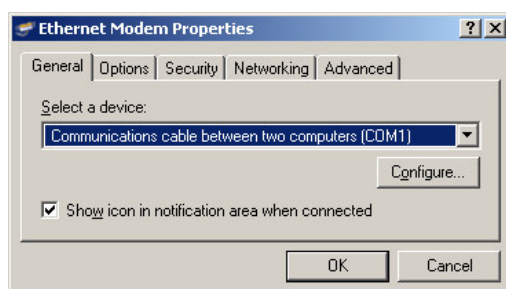 Ethernet Modem Properties
General Options Security Networking Advanced
Select a device:
Communications cable between two computers (COM1)
Configure...
Show icon in notification area when connected
OK Cancel